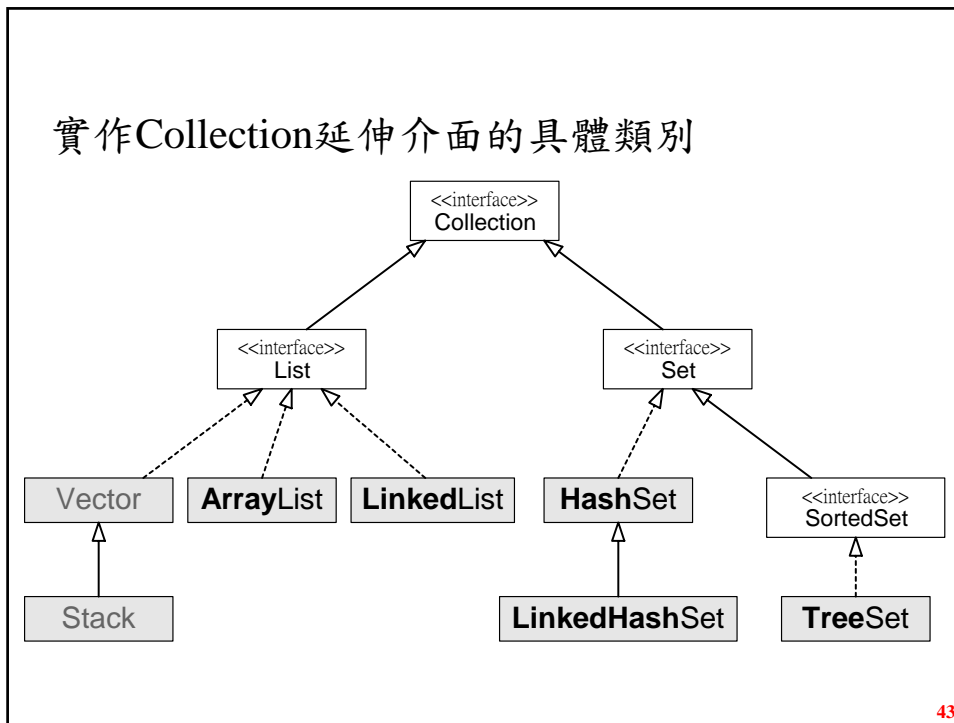 實作Collection延伸介面的具體類別
<<interface>>
Collection
<<interface>>
List
<<interface>>
Set
Vector
ArrayList
LinkedList
HashSet
<<interface>>
SortedSet
Stack
LinkedHashSet
TreeSet
43